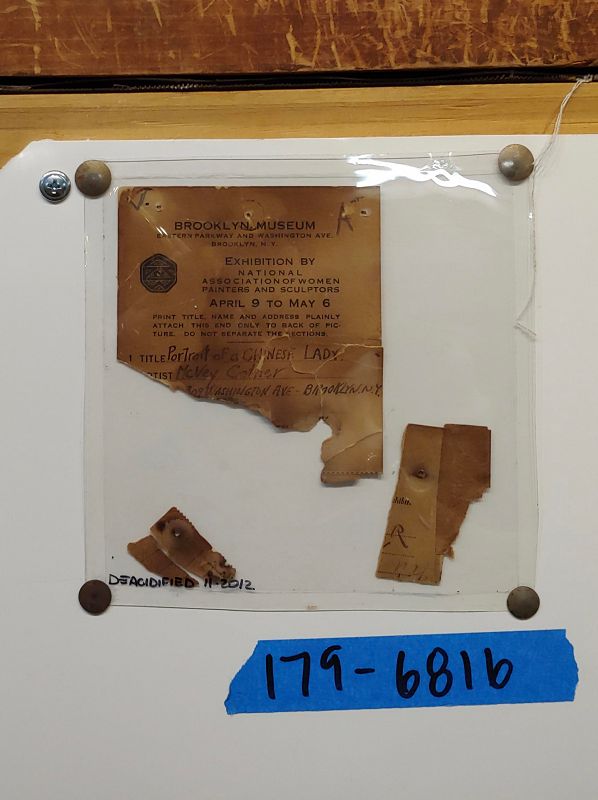 BROOKLYN MUSEUM
EASTERN PARKWAY AND WASHINGTON AVE.
BROOKLYN, N.Y.
EXHIBITION BY
NATIONAL
ASSOCIATION OF WOMEN
PAINTERS AND SCULPTORS
APRIL 9 TO MAY 6
PRINT TITLE, NAME AND ADDRESS PLAINLY
ATTACH THIS END ONLY TO BACK OF PIC-
TURE. DO NOT SEPARATE THE SECTIONS.
1 TITLE Portrait of a CHINESE LADY.
TIST McVey
WASHINGTON AVE - BROOKLYN.N.Y.
R
DEACIDIFIED 11-2012
179-6816